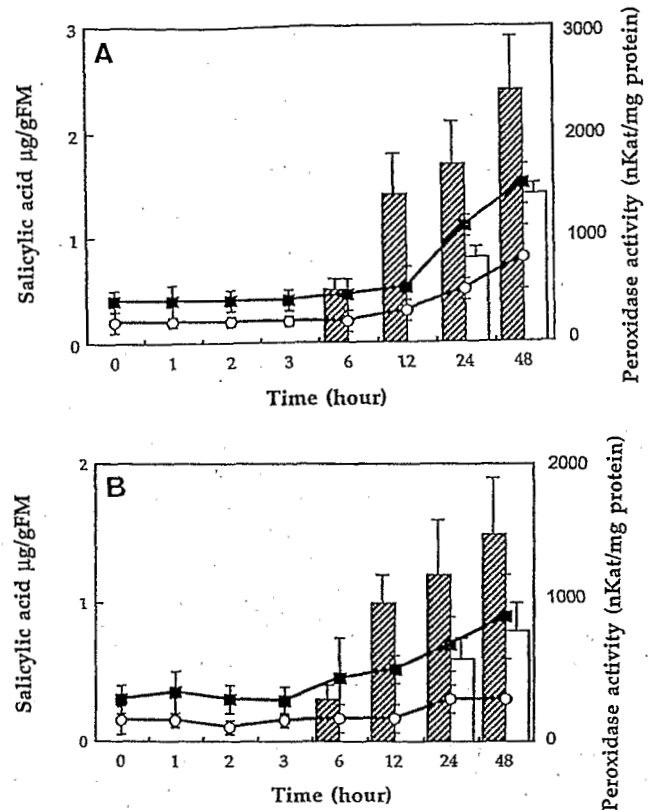 A
Salicylic acid µg/gFM
3
2
1
0
3000
2000
1000
0
Peroxidase activity (nKat/mg protein)
0 1 2 3 6 12 24 48
Time (hour)
B
Salicylic acid µg/gFM
2
1
0
2000
1000
0
Peroxidase activity (nKat/mg protein)
0 1 2 3 6 12 24 48
Time (hour)